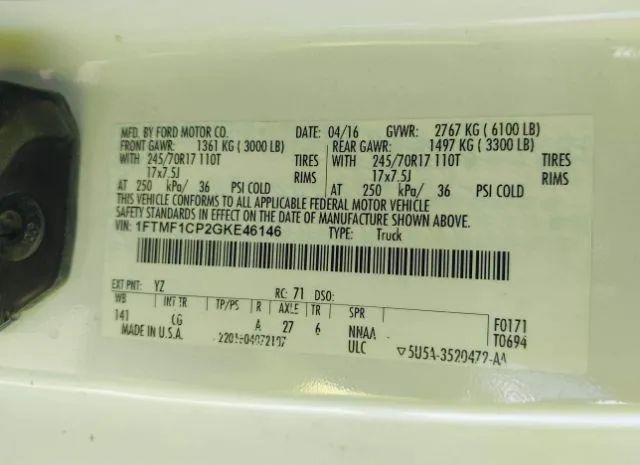 MFD. BY FORD MOTOR CO. DATE: 04/16 GVWR: 2767 KG ( 6100 LB)
FRONT GAWR: 1361 KG ( 3000 LB) REAR GAWR: 1497 KG ( 3300 LB)
WITH 245/70R17 110T TIRES WITH 245/70R17 110T TIRES
17x7.5J RIMS 17x7.5J RIMS
AT 250 kPa/ 36 PSI COLD AT 250 kPa/ 36 PSI COLD
THIS VEHICLE CONFORMS TO ALL APPLICABLE FEDERAL MOTOR VEHICLE
SAFETY STANDARDS IN EFFECT ON THE DATE OF MANUFACTURE SHOWN ABOVE.
VIN: 1FTMF1CP2GKE46146 TYPE: Truck
EXT PNT: YZ RC: 71 DSO:
WB INT TR TP/PS R AXLE TR SPR
141 CG A 27 6 NNAA F0171
MADE IN U.S.A. ULC ▽5U5A-3520472-AA T0694